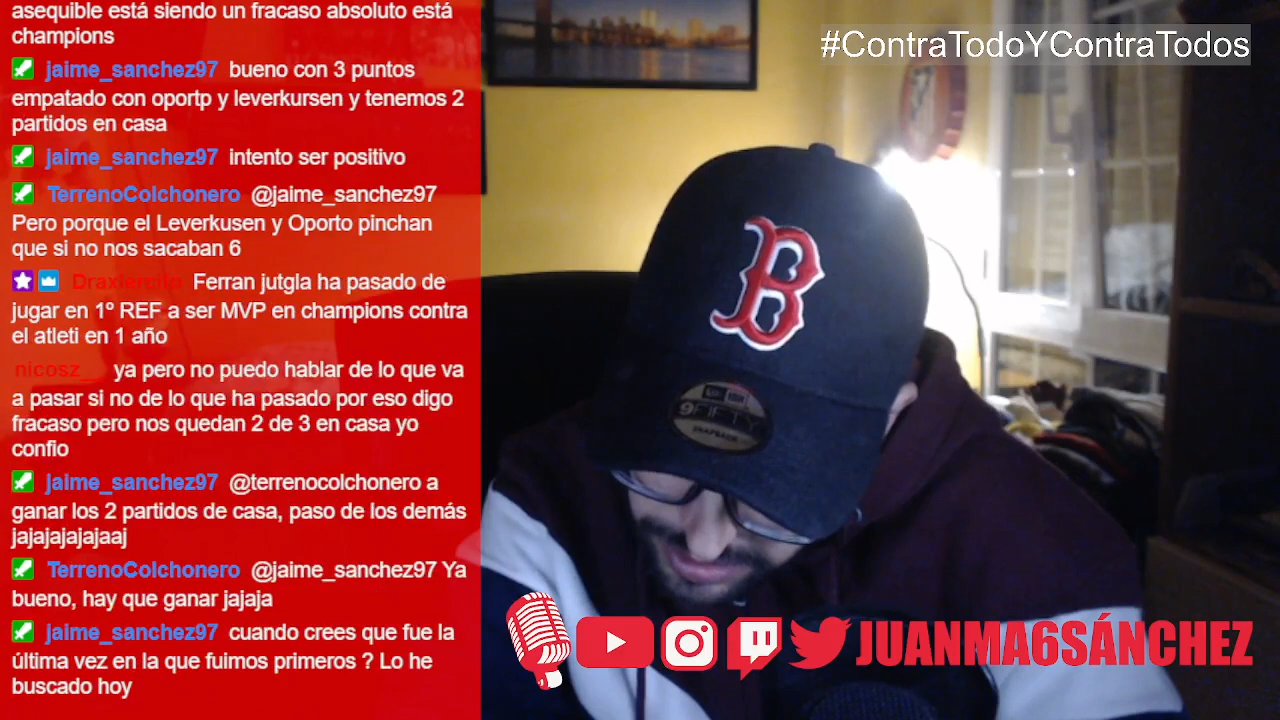 asequible está siendo un fracaso absoluto está
champions
jaime_sanchez97 bueno con 3 puntos
empatado con oportp y leverkursen y tenemos 2
partidos en casa
jaime_sanchez97 intento ser positivo
TerrenoColchonero @jaime_sanchez97
Pero porque el Leverkusen y Oporto pinchan
que si no nos sacaban 6
Ferran jutgla ha pasado de
jugar en 1º REF a ser MVP en champions contra
el atleti en 1 año
nicosz_ ya pero no puedo hablar de lo que va
a pasar si no de lo que ha pasado por eso digo
fracaso pero nos quedan 2 de 3 en casa yo
confio
jaime_sanchez97 @terrenocolchonero a
ganar los 2 partidos de casa, paso de los demás
jajajajajajaaj
TerrenoColchonero @jaime_sanchez97 Ya
bueno, hay que ganar jajaja
jaime_sanchez97 cuando crees que fue la
última vez en la que fuimos primeros ? Lo he
buscado hoy
#ContraTodoYContraTodos
B
9FIFTY
JUANMA6SÁNCHEZ